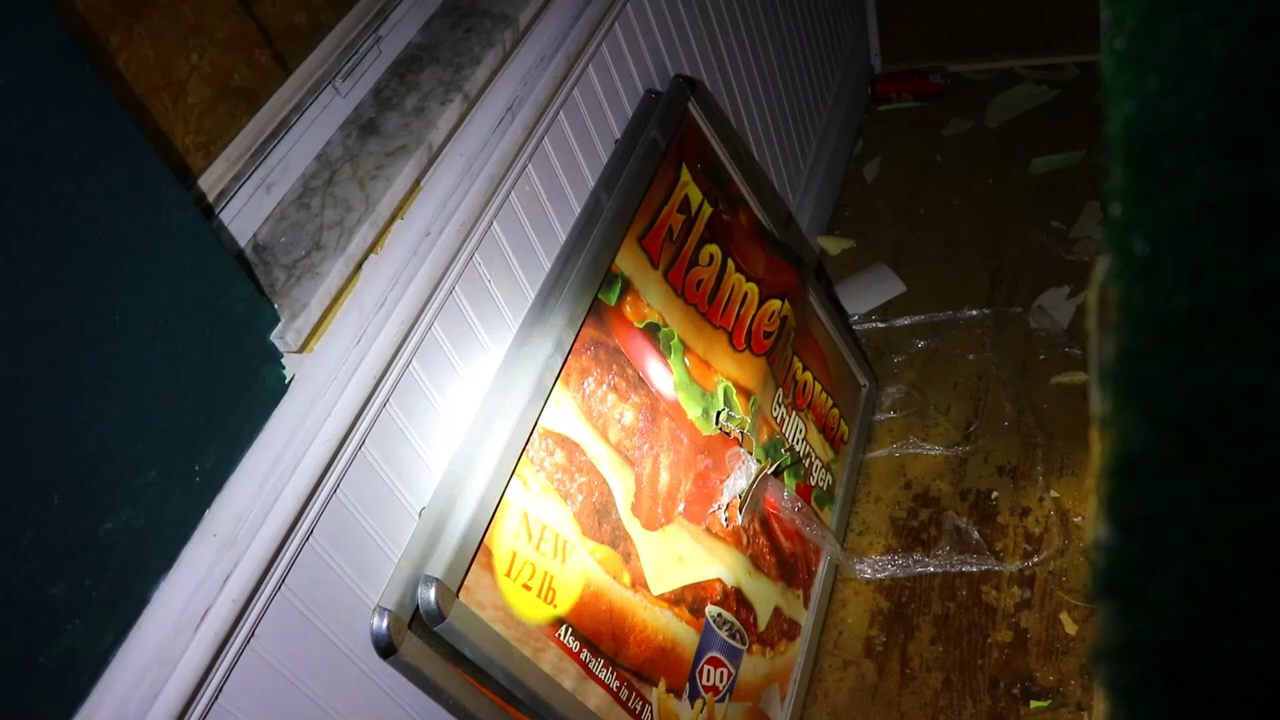 FlameThrower
GrillBurger
NEW
1/2 lb.
Also available in 1/4 lb
DQ